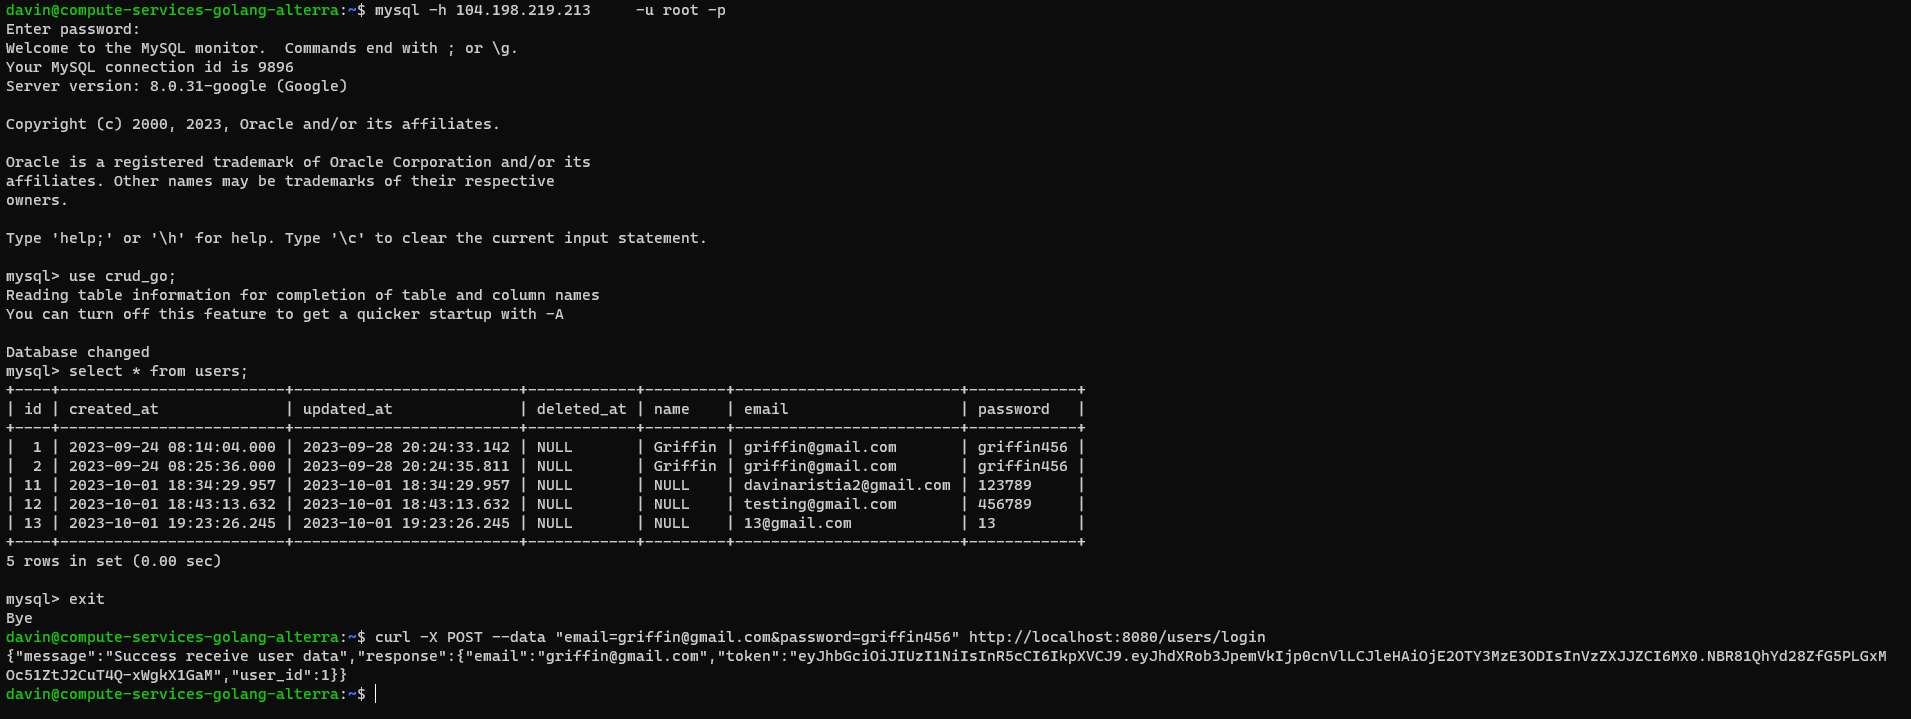 davin@compute-services-golang-alterra:~$ mysql -h 104.198.219.213     -u root -p
Enter password:
Welcome to the MySQL monitor.  Commands end with ; or \g.
Your MySQL connection id is 9896
Server version: 8.0.31-google (Google)

Copyright (c) 2000, 2023, Oracle and/or its affiliates.

Oracle is a registered trademark of Oracle Corporation and/or its
affiliates. Other names may be trademarks of their respective
owners.

Type 'help;' or '\h' for help. Type '\c' to clear the current input statement.

mysql> use crud_go;
Reading table information for completion of table and column names
You can turn off this feature to get a quicker startup with -A

Database changed
mysql> select * from users;
+----+-------------------------+-------------------------+------------+---------+-------------------------+------------+
| id | created_at              | updated_at              | deleted_at | name    | email                   | password   |
+----+-------------------------+-------------------------+------------+---------+-------------------------+------------+
|  1 | 2023-09-24 08:14:04.000 | 2023-09-28 20:24:33.142 | NULL       | Griffin | griffin@gmail.com       | griffin456 |
|  2 | 2023-09-24 08:25:36.000 | 2023-09-28 20:24:35.811 | NULL       | Griffin | griffin@gmail.com       | griffin456 |
| 11 | 2023-10-01 18:34:29.957 | 2023-10-01 18:34:29.957 | NULL       | NULL    | davinaristia2@gmail.com | 123789     |
| 12 | 2023-10-01 18:43:13.632 | 2023-10-01 18:43:13.632 | NULL       | NULL    | testing@gmail.com       | 456789     |
| 13 | 2023-10-01 19:23:26.245 | 2023-10-01 19:23:26.245 | NULL       | NULL    | 13@gmail.com            | 13         |
+----+-------------------------+-------------------------+------------+---------+-------------------------+------------+
5 rows in set (0.00 sec)

mysql> exit
Bye
davin@compute-services-golang-alterra:~$ curl -X POST --data "email=griffin@gmail.com&password=griffin456" http://localhost:8080/users/login
{"message":"Success receive user data","response":{"email":"griffin@gmail.com","token":"eyJhbGciOiJIUzI1NiIsInR5cCI6IkpXVCJ9.eyJhdXRob3JpemVkIjp0cnVlLCJleHAiOjE2OTY3MzE3ODIsInVzZXJJZCI6MX0.NBR81QhYd28ZfG5PLGxM
Oc51ZtJ2CuT4Q-xWgkX1GaM","user_id":1}}
davin@compute-services-golang-alterra:~$